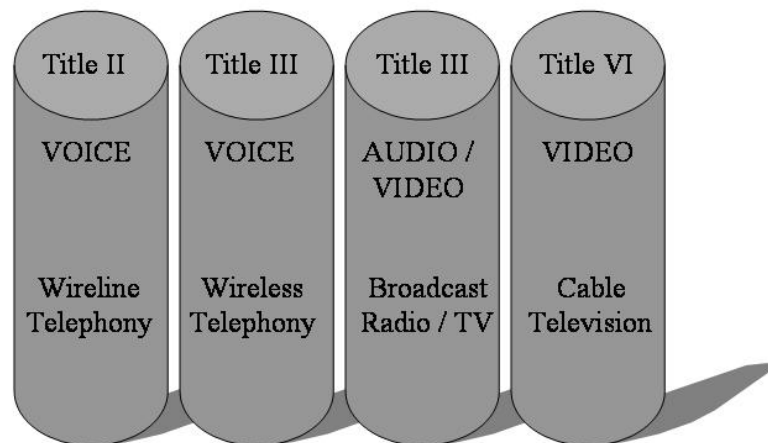 Title II
VOICE
Wireline
Telephony
Title III
VOICE
Wireless
Telephony
Title III
AUDIO /
VIDEO
Broadcast
Radio / TV
Title VI
VIDEO
Cable
Television